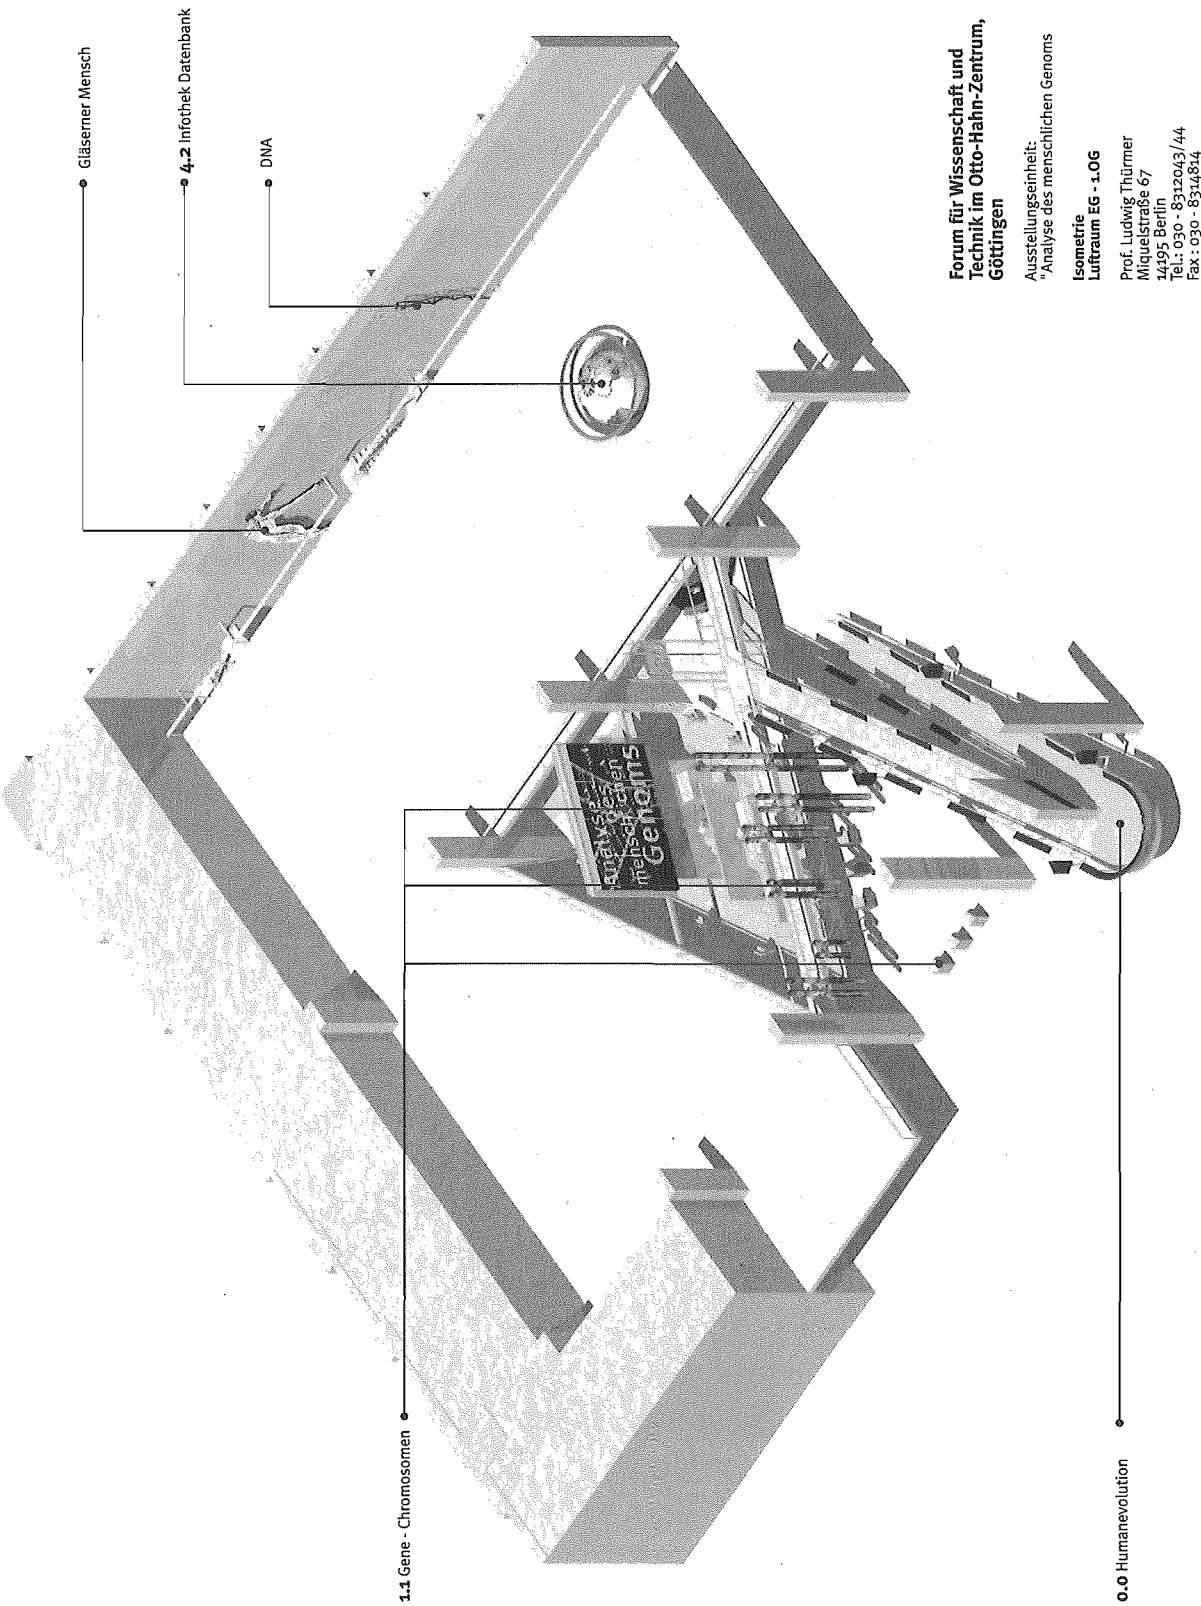 Gläserner Mensch
4.2 Infothek Datenbank
DNA
1.1 Gene - Chromosomen
Analyse des
menschlichen
Genoms
0.0 Humanevolution
Forum für Wissenschaft und
Technik im Otto-Hahn-Zentrum,
Göttingen
Ausstellungseinheit:
"Analyse des menschlichen Genoms
Isometrie
Luftraum EG - 1.OG
Prof. Ludwig Thürmer
Miquelstraße 67
14195 Berlin
Tel.: 030 - 8312043/44
Fax : 030 - 8314814